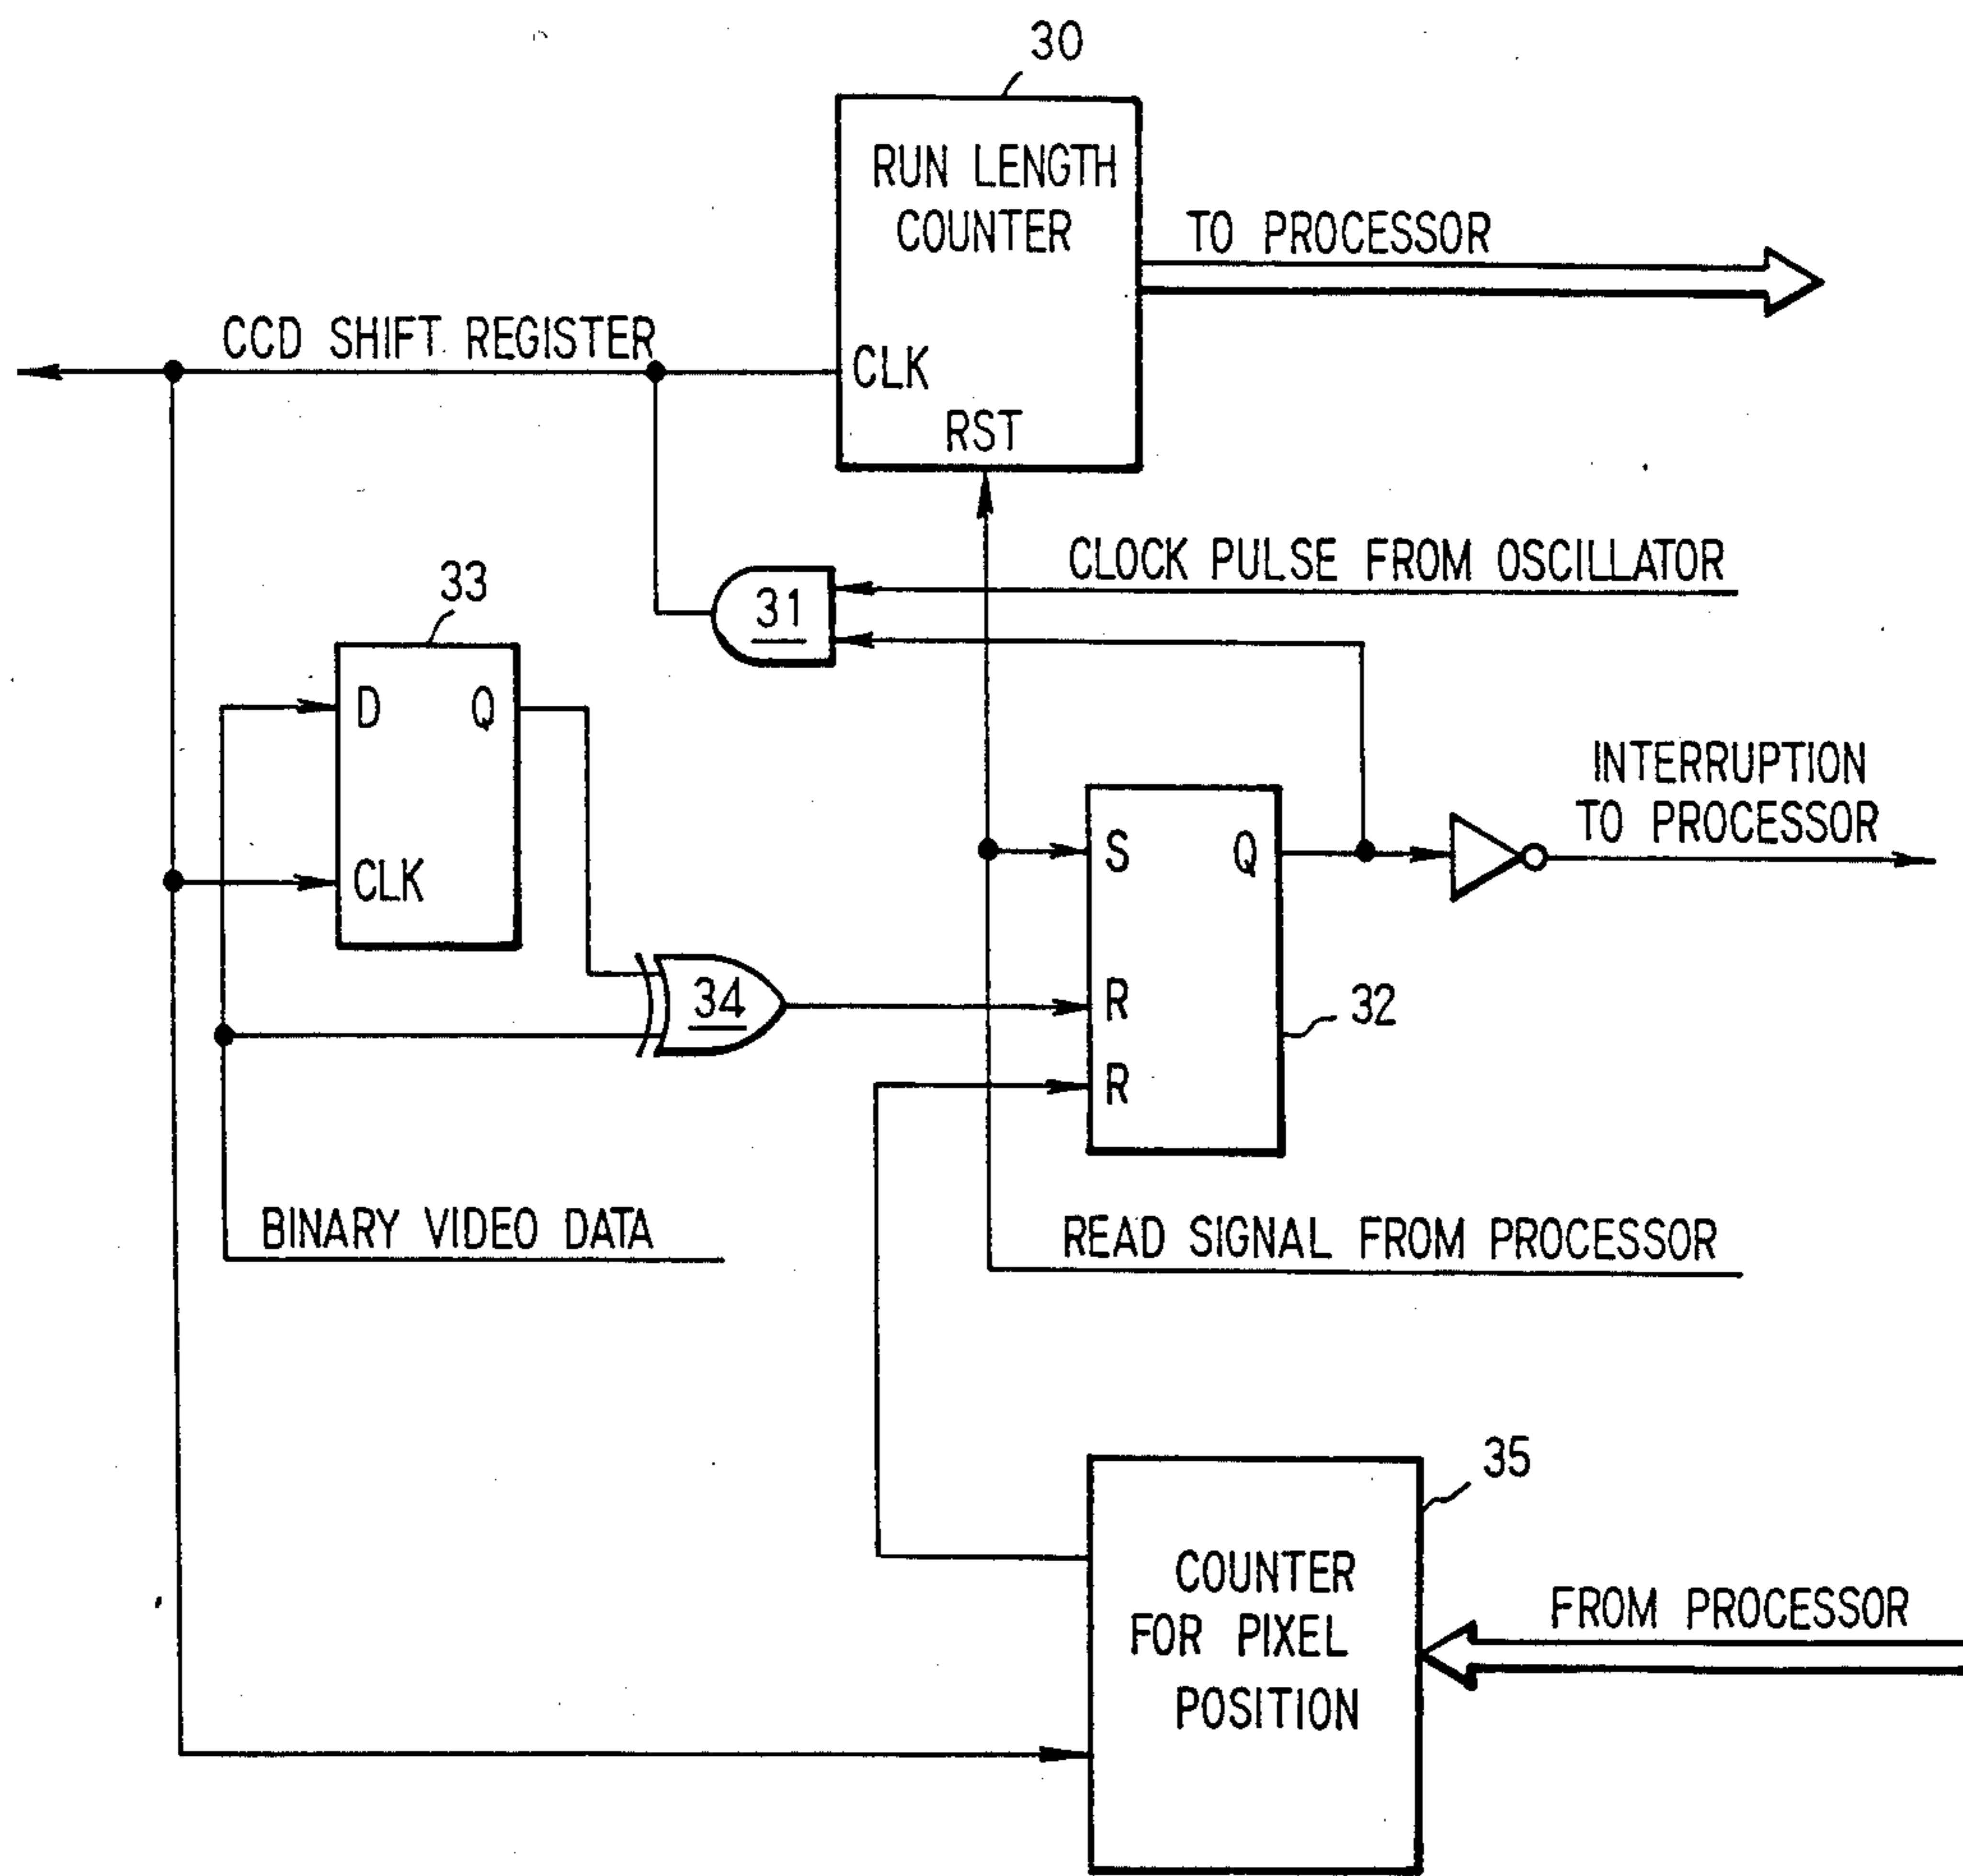 30
RUN LENGTH
COUNTER
TO PROCESSOR
CCD SHIFT REGISTER
CLK
RST
CLOCK PULSE FROM OSCILLATOR
33
31
D Q
INTERRUPTION
TO PROCESSOR
S Q
CLK
34
R
32
R
BINARY VIDEO DATA
READ SIGNAL FROM PROCESSOR
35
COUNTER
FOR PIXEL
POSITION
FROM PROCESSOR